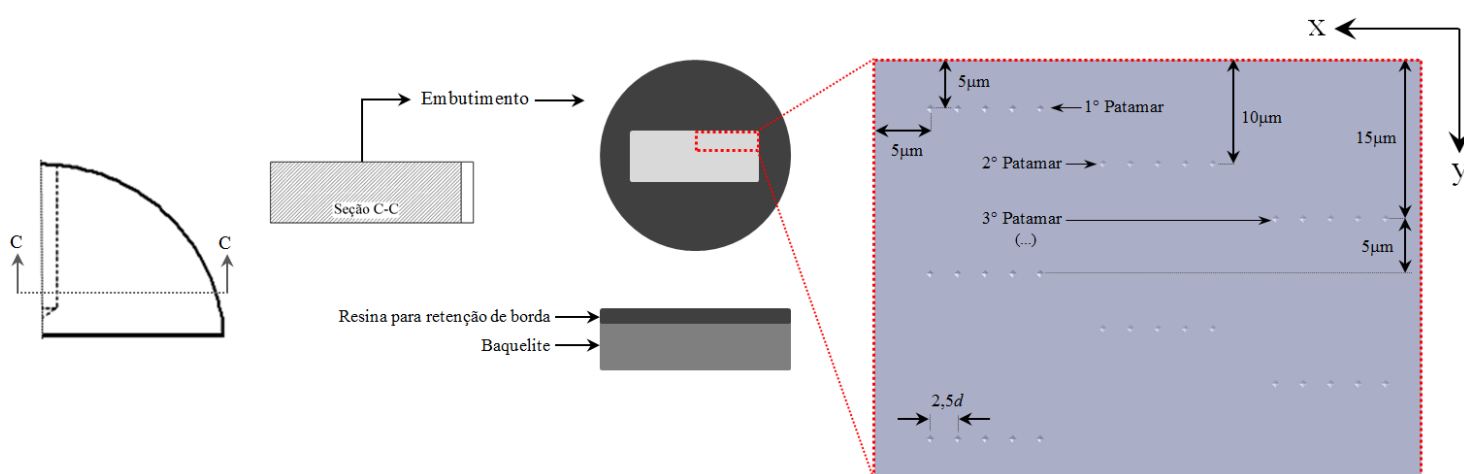 C
C
Seção C-C
Embutimento
Resina para retenção de borda
Baquelite
X
y
5μm
5μm
1° Patamar
10μm
15μm
2° Patamar
3° Patamar
(...)
5μm
2,5d